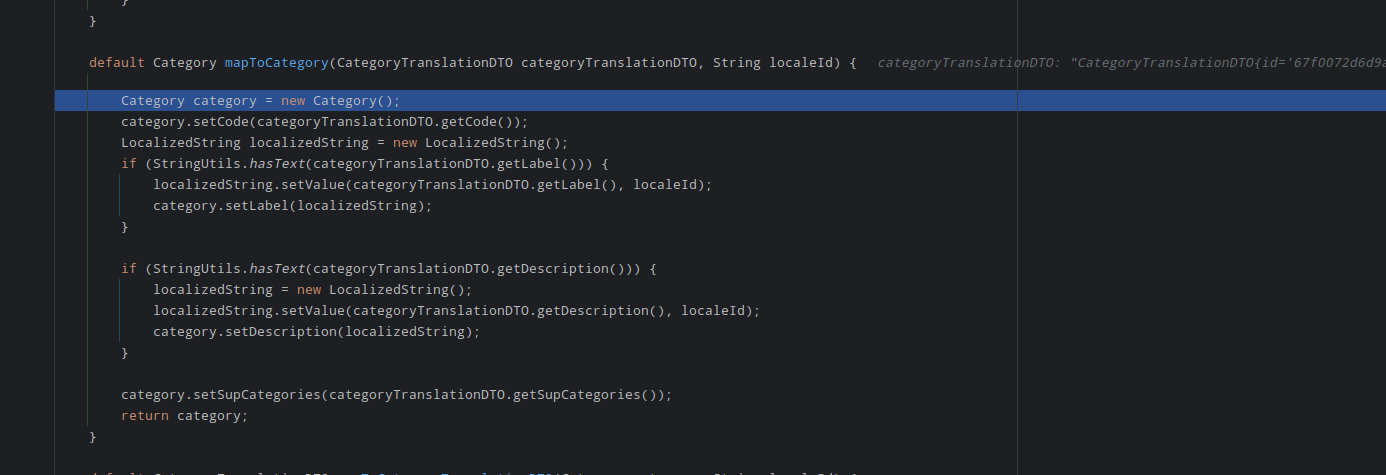 }
}
default Category mapToCategory(CategoryTranslationDTO categoryTranslationDTO, String localeId) {   categoryTranslationDTO: "CategoryTranslationDTO{id='67f0072d6d9a
Category category = new Category();
category.setCode(categoryTranslationDTO.getCode());
LocalizedString localizedString = new LocalizedString();
if (StringUtils.hasText(categoryTranslationDTO.getLabel())) {
localizedString.setValue(categoryTranslationDTO.getLabel(), localeId);
category.setLabel(localizedString);
}
if (StringUtils.hasText(categoryTranslationDTO.getDescription())) {
localizedString = new LocalizedString();
localizedString.setValue(categoryTranslationDTO.getDescription(), localeId);
category.setDescription(localizedString);
}
category.setSupCategories(categoryTranslationDTO.getSupCategories());
return category;
}